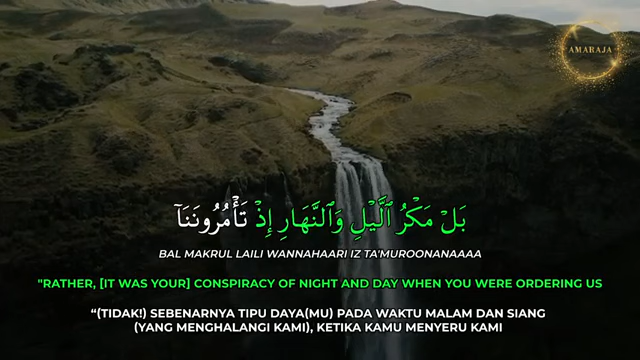 AMARAJA
بَلْ مَكْرُ ٱلَّيْلِ وَٱلنَّهَارِ إِذْ تَأْمُرُونَنَآ
BAL MAKRUL LAILI WANNAHAARI IZ TA'MUROONANAAAA
"RATHER, [IT WAS YOUR] CONSPIRACY OF NIGHT AND DAY WHEN YOU WERE ORDERING US
“(TIDAK!) SEBENARNYA TIPU DAYA(MU) PADA WAKTU MALAM DAN SIANG
(YANG MENGHALANGI KAMI), KETIKA KAMU MENYERU KAMI